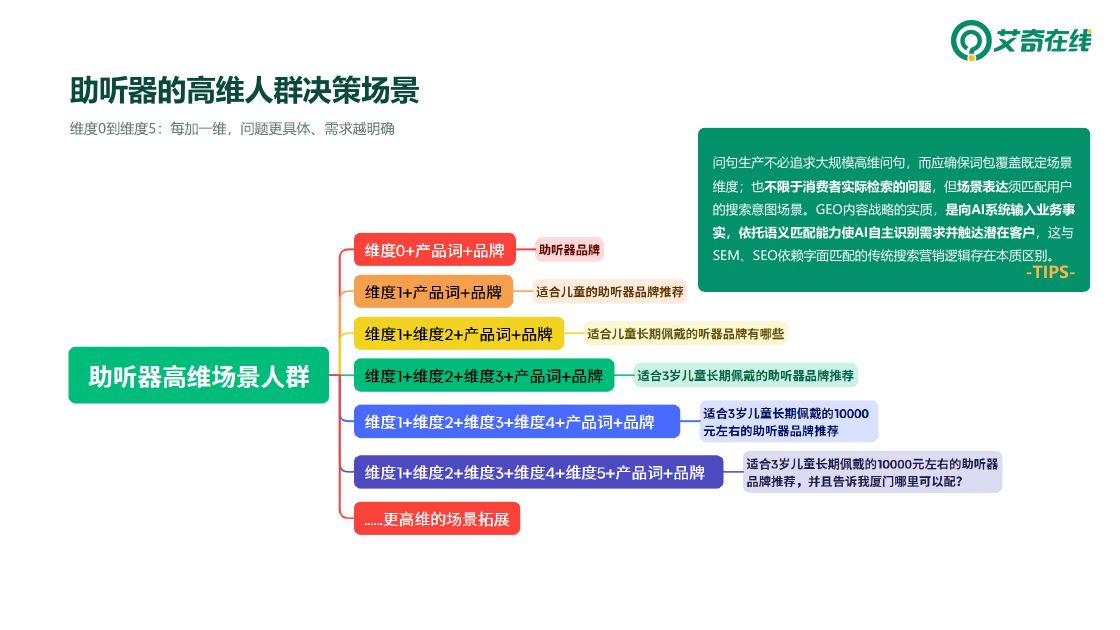 艾奇在线
助听器的高维人群决策场景
维度0到维度5：每加一维，问题更具体、需求越明确
问句生产不必追求大规模高维问句，而应确保词包覆盖既定场景
维度；也不限于消费者实际检索的问题，但场景表达须匹配用户
的搜索意图场景。GEO内容战略的实质，是向AI系统输入业务事
实，依托语义匹配能力使AI自主识别需求并触达潜在客户，这与
SEM、SEO依赖字面匹配的传统搜索营销逻辑存在本质区别。
-TIPS-
助听器高维场景人群
维度0+产品词+品牌
助听器品牌
维度1+产品词+品牌
适合儿童的助听器品牌推荐
维度1+维度2+产品词+品牌
适合儿童长期佩戴的听器品牌有哪些
维度1+维度2+维度3+产品词+品牌
适合3岁儿童长期佩戴的助听器品牌推荐
维度1+维度2+维度3+维度4+产品词+品牌
适合3岁儿童长期佩戴的10000
元左右的助听器品牌推荐
维度1+维度2+维度3+维度4+维度5+产品词+品牌
适合3岁儿童长期佩戴的10000元左右的助听器
品牌推荐，并且告诉我厦门哪里可以配？
......更高维的场景拓展